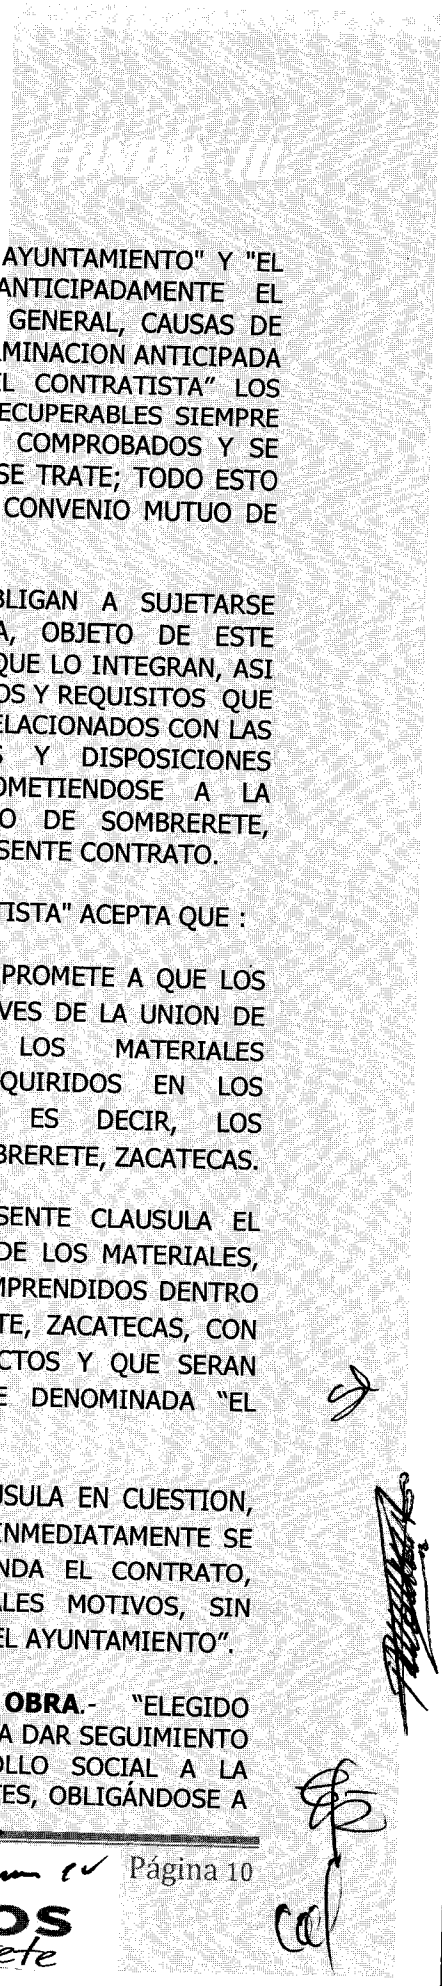 FONDO III
AYUNTAMIENTO" Y "EL
ANTICIPADAMENTE EL
GENERAL, CAUSAS DE
MINACION ANTICIPADA
L CONTRATISTA" LOS
ECUPERABLES SIEMPRE
COMPROBADOS Y SE
SE TRATE; TODO ESTO
CONVENIO MUTUO DE
BLIGAN A SUJETARSE
A, OBJETO DE ESTE
QUE LO INTEGRAN, ASI
OS Y REQUISITOS QUE
ELACIONADOS CON LAS
S Y DISPOSICIONES
OMETIENDOSE A LA
O DE SOMBRERETE,
SENTE CONTRATO.
TISTA" ACEPTA QUE :
PROMETE A QUE LOS
VES DE LA UNION DE
LOS MATERIALES
QUIRIDOS EN LOS
ES DECIR, LOS
BRERETE, ZACATECAS.
SENTE CLAUSULA EL
DE LOS MATERIALES,
MPRENDIDOS DENTRO
TE, ZACATECAS, CON
CTOS Y QUE SERAN
E DENOMINADA "EL
USULA EN CUESTION,
INMEDIATAMENTE SE
NDA EL CONTRATO,
ALES MOTIVOS, SIN
EL AYUNTAMIENTO".
OBRA.- "ELEGIDO
A DAR SEGUIMIENTO
OLLO SOCIAL A LA
TES, OBLIGÁNDOSE A
Página 10
os
ete